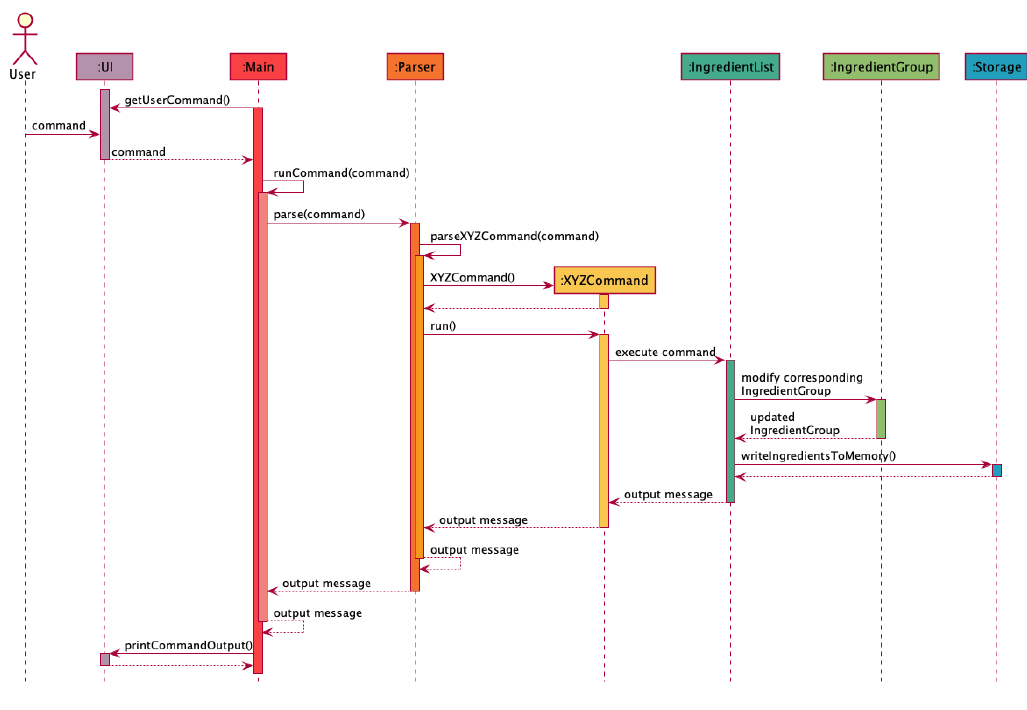 User
:UI
:Main
:Parser
:IngredientList
:IngredientGroup
:Storage
getUserCommand()
command
command
runCommand(command)
parse(command)
parseXYZCommand(command)
XYZCommand()
:XYZCommand
run()
execute command
modify corresponding
IngredientGroup
updated
IngredientGroup
writeIngredientsToMemory()
output message
output message
output message
output message
output message
printCommandOutput()